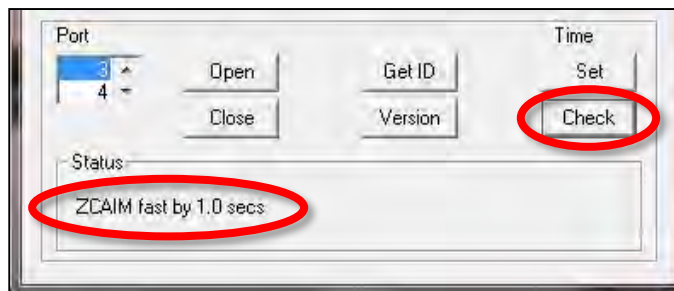 Port
Time
3
Open
Get ID
Set
4
Close
Version
Check
Status
ZCAIM fast by 1.0 secs